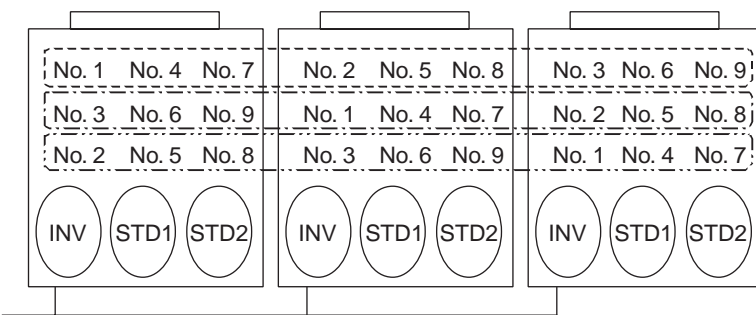 No. 1 No. 4 No. 7 No. 2 No. 5 No. 8 No. 3 No. 6 No. 9
No. 3 No. 6 No. 9 No. 1 No. 4 No. 7 No. 2 No. 5 No. 8
No. 2 No. 5 No. 8 No. 3 No. 6 No. 9 No. 1 No. 4 No. 7
INV STD1 STD2 INV STD1 STD2 INV STD1 STD2